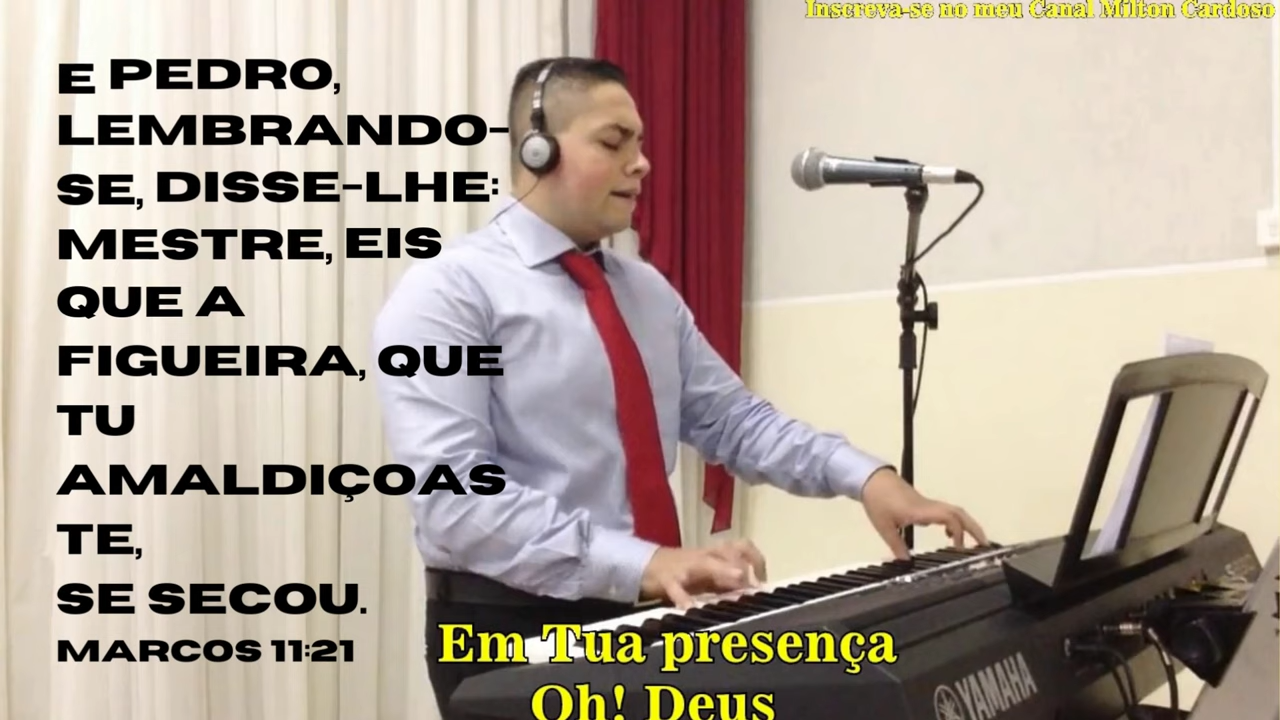 Inscreva-se no meu Canal Milton Cardoso
E PEDRO,
LEMBRANDO-
SE, DISSE-LHE:
MESTRE, EIS
QUE A
FIGUEIRA, QUE
TU
AMALDIÇOAS
TE,
SE SECOU.
MARCOS 11:21
Em Tua presença
Oh! Deus
YAMAHA